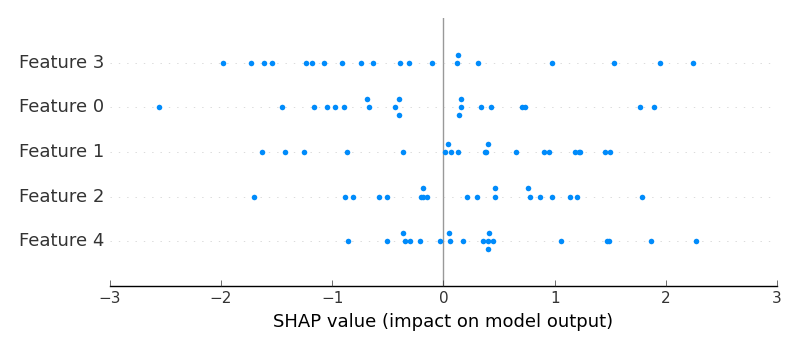 Feature 3
Feature 0
Feature 1
Feature 2
Feature 4
−3 −2 −1 0 1 2 3
SHAP value (impact on model output)